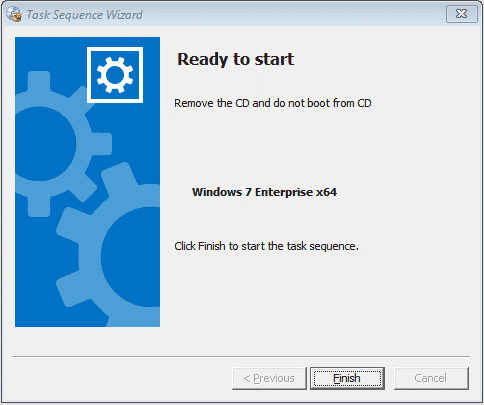 Task Sequence Wizard
Ready to start
Remove the CD and do not boot from CD
Windows 7 Enterprise x64
Click Finish to start the task sequence.
< Previous
Finish
Cancel